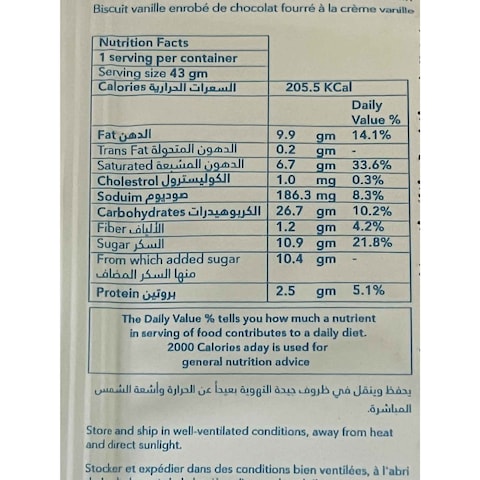 Biscuit vanille enrobé de chocolat fourré à la crème vanille
Nutrition Facts
1 serving per container
Serving size 43 gm
Calories السعرات الحرارية 205.5 KCal
Daily
Value %
Fat الدهن 9.9 gm 14.1%
Trans Fat الدهون المتحولة 0.2 gm -
Saturated الدهون المشبعة 6.7 gm 33.6%
Cholestrol الكوليسترول 1.0 mg 0.3%
Soduim صوديوم 186.3 mg 8.3%
Carbohydrates الكربوهيدرات 26.7 gm 10.2%
Fiber الألياف 1.2 gm 4.2%
Sugar السكر 10.9 gm 21.8%
From which added sugar 10.4 gm -
منها السكر المضاف
Protein بروتين 2.5 gm 5.1%
The Daily Value % tells you how much a nutrient
in serving of food contributes to a daily diet.
2000 Calories aday is used for
general nutrition advice
يحفظ وينقل في ظروف جيدة التهوية بعيداً عن الحرارة وأشعة الشمس
المباشرة.
Store and ship in well-ventilated conditions, away from heat
and direct sunlight.
Stocker et expédier dans des conditions bien ventilées, à l'abri